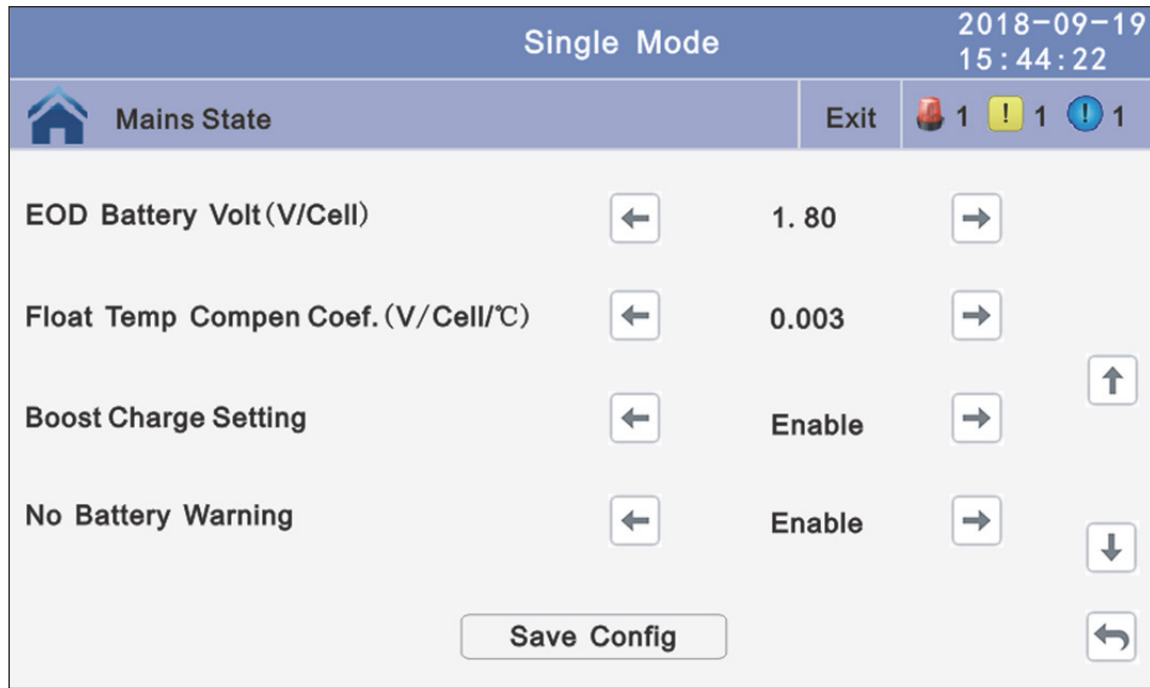 Single Mode
2018-09-19
15:44:22
Mains State
Exit
1
! 1
! 1
EOD Battery Volt(V/Cell)
1. 80
Float Temp Compen Coef.(V/Cell/℃)
0.003
Boost Charge Setting
Enable
No Battery Warning
Enable
Save Config